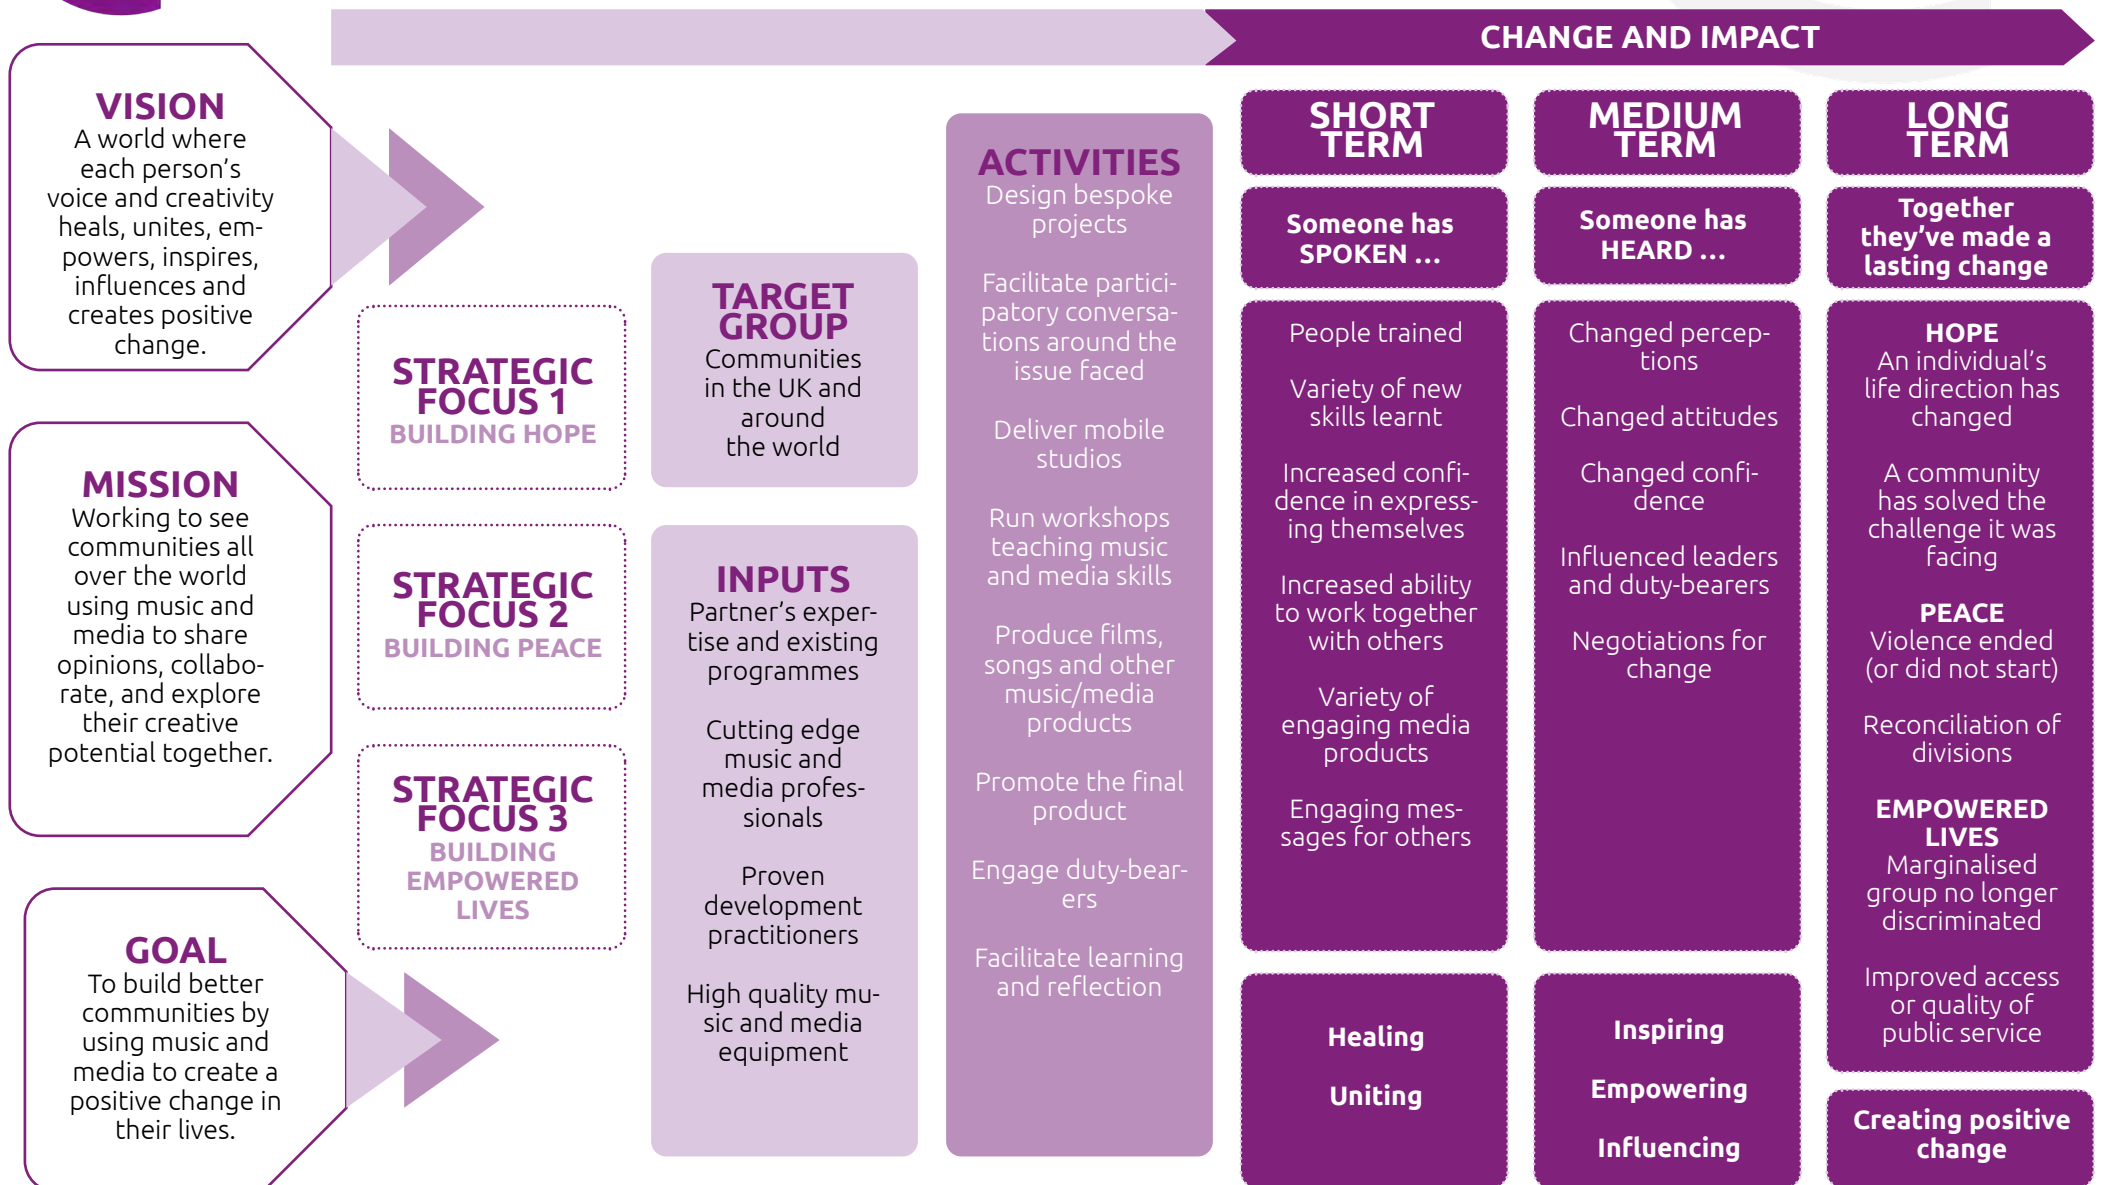 CHANGE AND IMPACT
VISION
A world where
each person’s
voice and creativity
heals, unites, em-
powers, inspires,
influences and
creates positive
change.
MISSION
Working to see
communities all
over the world
using music and
media to share
opinions, collabo-
rate, and explore
their creative
potential together.
GOAL
To build better
communities by
using music and
media to create a
positive change in
their lives.
STRATEGIC
FOCUS 1
BUILDING HOPE
STRATEGIC
FOCUS 2
BUILDING PEACE
STRATEGIC
FOCUS 3
BUILDING
EMPOWERED
LIVES
TARGET
GROUP
Communities
in the UK and
around
the world
INPUTS
Partner’s exper-
tise and existing
programmes
Cutting edge
music and
media profes-
sionals
Proven
development
practitioners
High quality mu-
sic and media
equipment
ACTIVITIES
Design bespoke
projects
Facilitate partici-
patory conversa-
tions around the
issue faced
Deliver mobile
studios
Run workshops
teaching music
and media skills
Produce films,
songs and other
music/media
products
Promote the final
product
Engage duty-bear-
ers
Facilitate learning
and reflection
SHORT
TERM
Someone has
SPOKEN ...
People trained
Variety of new
skills learnt
Increased confi-
dence in express-
ing themselves
Increased ability
to work together
with others
Variety of
engaging media
products
Engaging mes-
sages for others
Healing
Uniting
MEDIUM
TERM
Someone has
HEARD ...
Changed percep-
tions
Changed attitudes
Changed confi-
dence
Influenced leaders
and duty-bearers
Negotiations for
change
Inspiring
Empowering
Influencing
LONG
TERM
Together
they’ve made a
lasting change
HOPE
An individual’s
life direction has
changed
A community
has solved the
challenge it was
facing
PEACE
Violence ended
(or did not start)
Reconciliation of
divisions
EMPOWERED
LIVES
Marginalised
group no longer
discriminated
Improved access
or quality of
public service
Creating positive
change